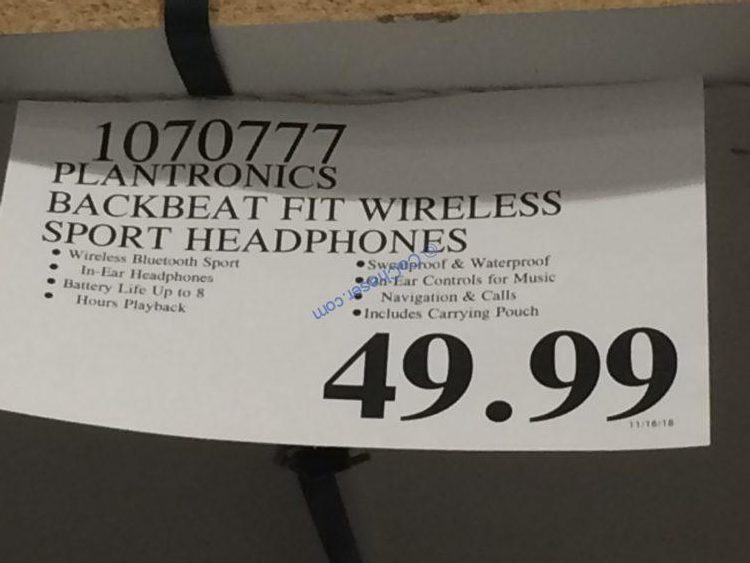 1070777
PLANTRONICS
BACKBEAT FIT WIRELESS
SPORT HEADPHONES
• Wireless Bluetooth Sport
• In-Ear Headphones
• Battery Life Up to 8
• Hours Playback
• Sweatproof & Waterproof
• On-Ear Controls for Music
• Navigation & Calls
• Includes Carrying Pouch
49.99
11/16/18